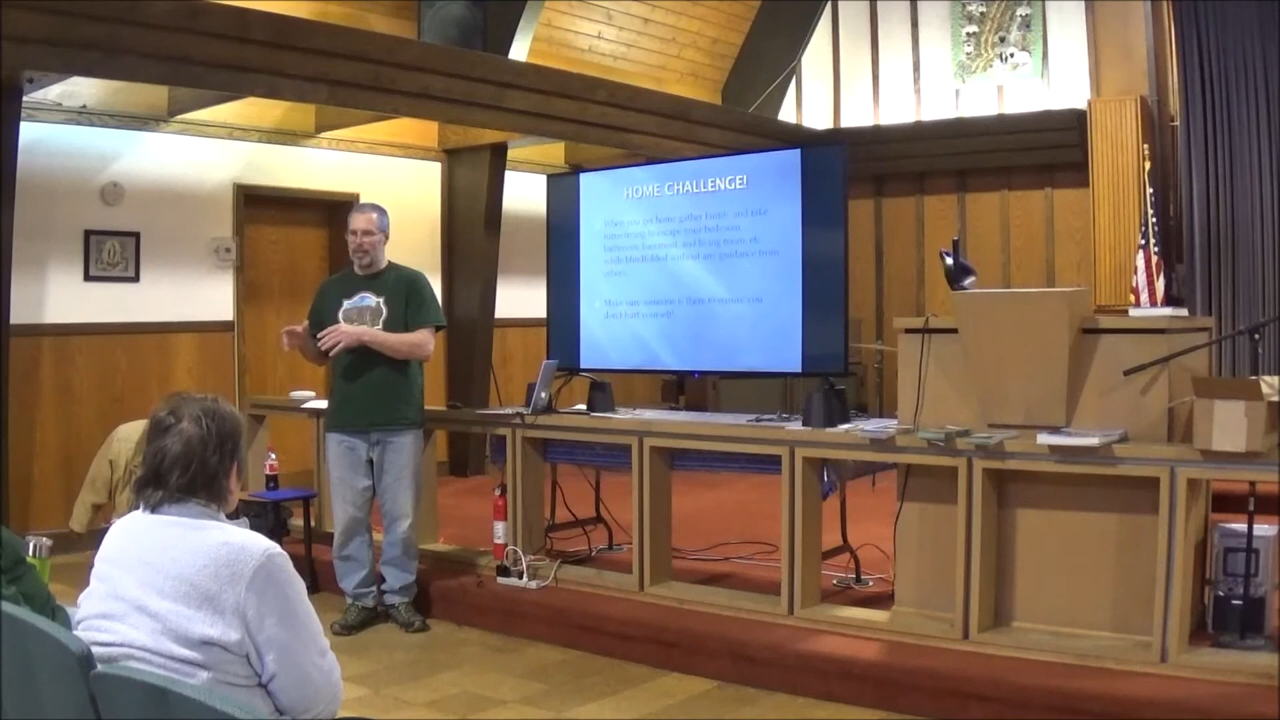 HOME CHALLENGE!
When you get home gather family and take
turns trying to escape your bedroom,
bathroom, basement, and living room, etc
while blindfolded without any guidance from
others.
Make sure someone is there to ensure you
don't hurt yourself!